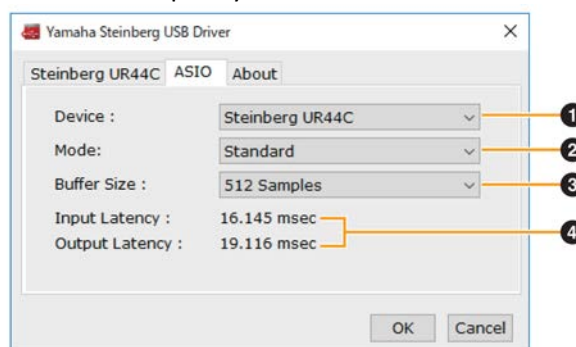 Yamaha Steinberg USB Driver
Steinberg UR44C ASIO About
Device : Steinberg UR44C 1
Mode: Standard 2
Buffer Size : 512 Samples 3
Input Latency : 16.145 msec
Output Latency : 19.116 msec 4
OK Cancel